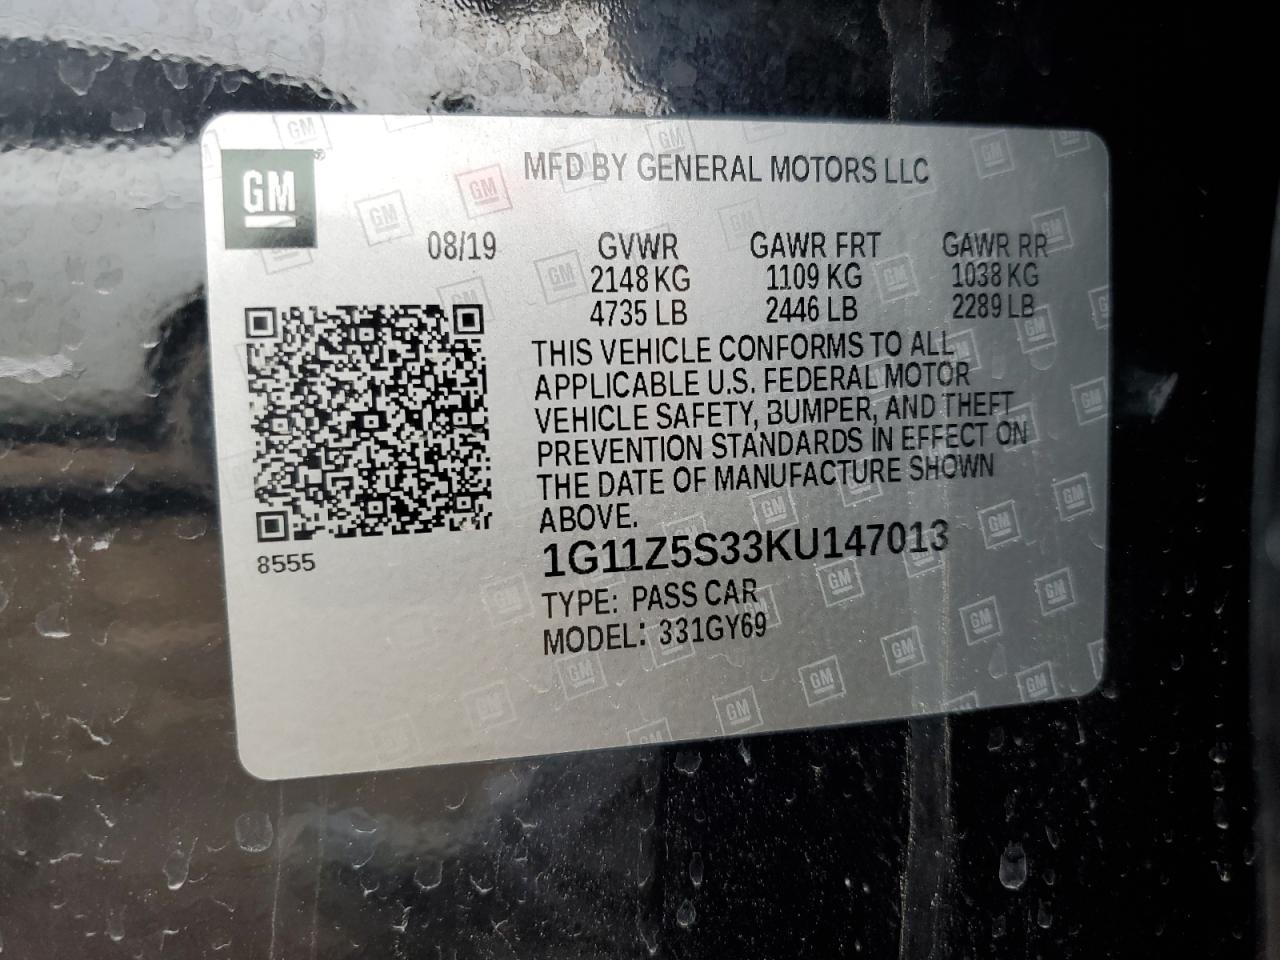 GM
MFD BY GENERAL MOTORS LLC
08/19 GVWR GAWR FRT GAWR RR
2148 KG 1109 KG 1038 KG
4735 LB 2446 LB 2289 LB
THIS VEHICLE CONFORMS TO ALL
APPLICABLE U.S. FEDERAL MOTOR
VEHICLE SAFETY, BUMPER, AND THEFT
PREVENTION STANDARDS IN EFFECT ON
THE DATE OF MANUFACTURE SHOWN
ABOVE.
8555
1G11Z5S33KU147013
TYPE: PASS CAR
MODEL: 331GY69